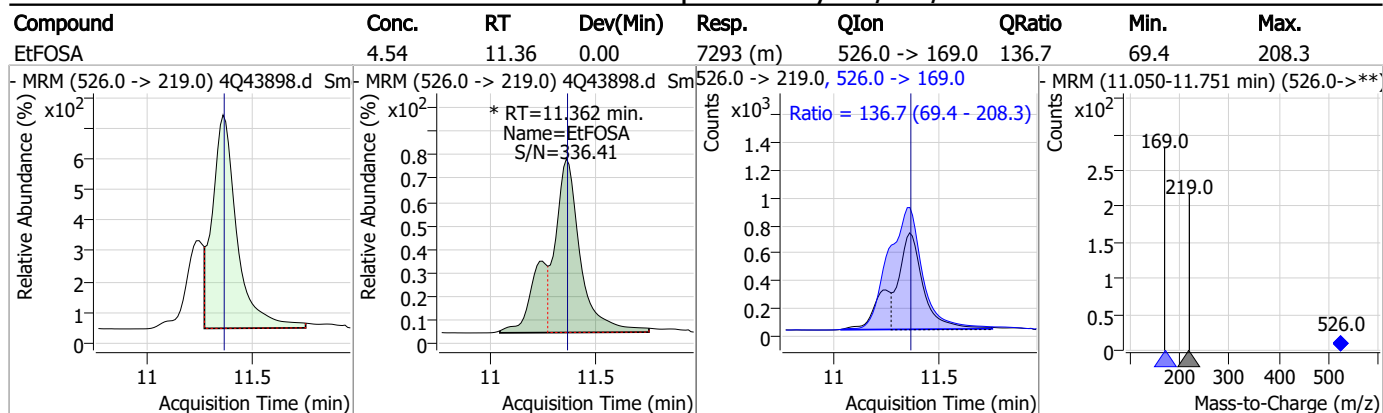 Compound Conc. RT Dev(Min) Resp. QIon QRatio Min. Max.
EtFOSA 4.54 11.36 0.00 7293 (m) 526.0 -> 169.0 136.7 69.4 208.3
- MRM (526.0 -> 219.0) 4Q43898.d Sm
Relative Abundance (%)
x10²
6
5
4
3
2
1
0
11 11.5
Acquisition Time (min)
- MRM (526.0 -> 219.0) 4Q43898.d Sm
Relative Abundance (%)
x10²
* RT=11.362 min.
Name=EtFOSA
S/N=336.41
0.8
0.7
0.6
0.5
0.4
0.3
0.2
0.1
0
11 11.5
Acquisition Time (min)
526.0 -> 219.0, 526.0 -> 169.0
Counts
x10³
Ratio = 136.7 (69.4 - 208.3)
1.4
1.2
1
0.8
0.6
0.4
0.2
0
11 11.5
Acquisition Time (min)
- MRM (11.050-11.751 min) (526.0->**)
Counts
x10²
169.0
219.0
526.0
2.5
2
1.5
1
0.5
0
200 300 400 500
Mass-to-Charge (m/z)